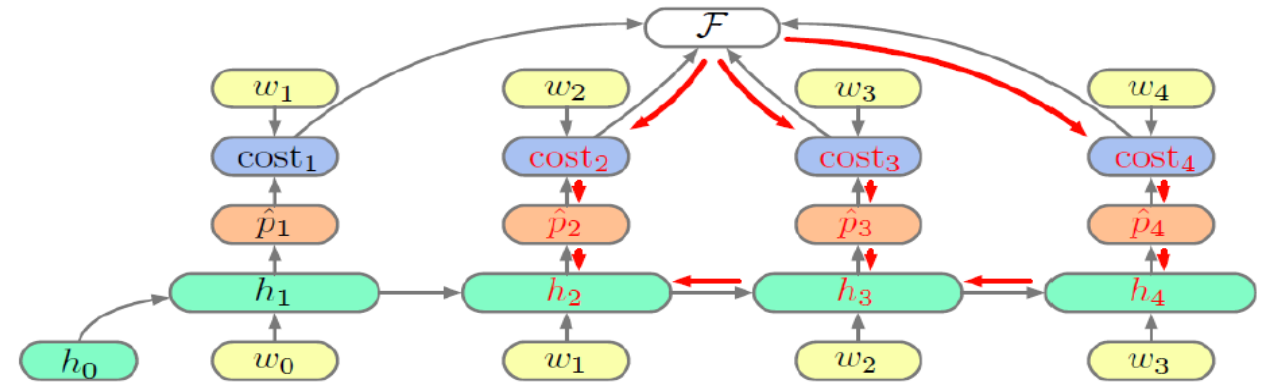 𝓕
w₁ w₂ w₃ w₄
cost₁ cost₂ cost₃ cost₄
p̂₁ p̂₂ p̂₃ p̂₄
h₁ h₂ h₃ h₄
h₀ w₀ w₁ w₂ w₃